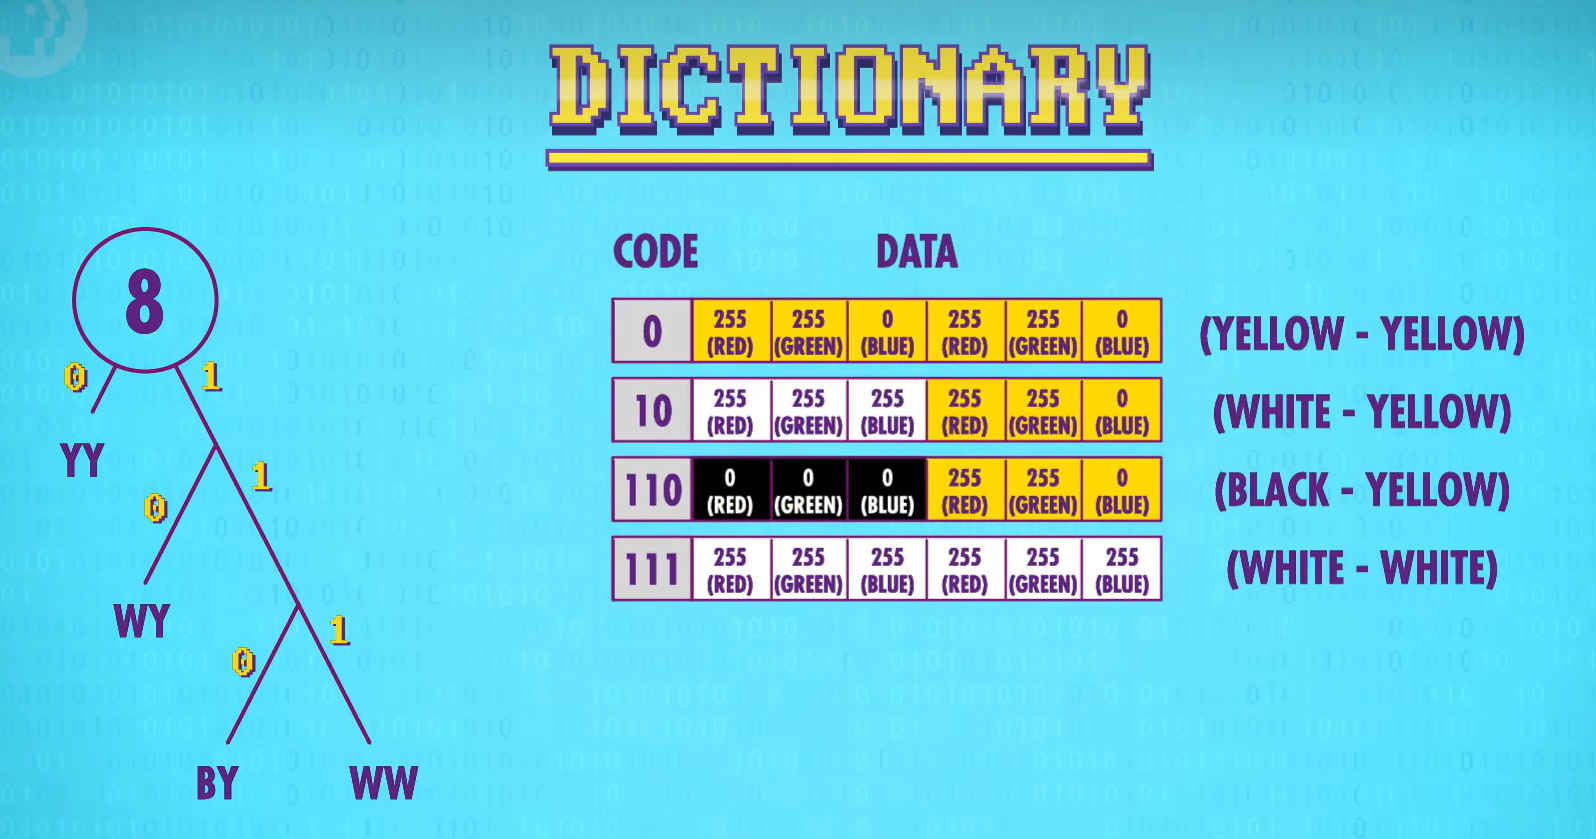 DICTIONARY
CODE DATA
0 255 (RED) 255 (GREEN) 0 (BLUE) 255 (RED) 255 (GREEN) 0 (BLUE) (YELLOW - YELLOW)
10 255 (RED) 255 (GREEN) 255 (BLUE) 255 (RED) 255 (GREEN) 0 (BLUE) (WHITE - YELLOW)
110 0 (RED) 0 (GREEN) 0 (BLUE) 255 (RED) 255 (GREEN) 0 (BLUE) (BLACK - YELLOW)
111 255 (RED) 255 (GREEN) 255 (BLUE) 255 (RED) 255 (GREEN) 255 (BLUE) (WHITE - WHITE)
8
0 1
YY
0 1
WY
0 1
BY WW